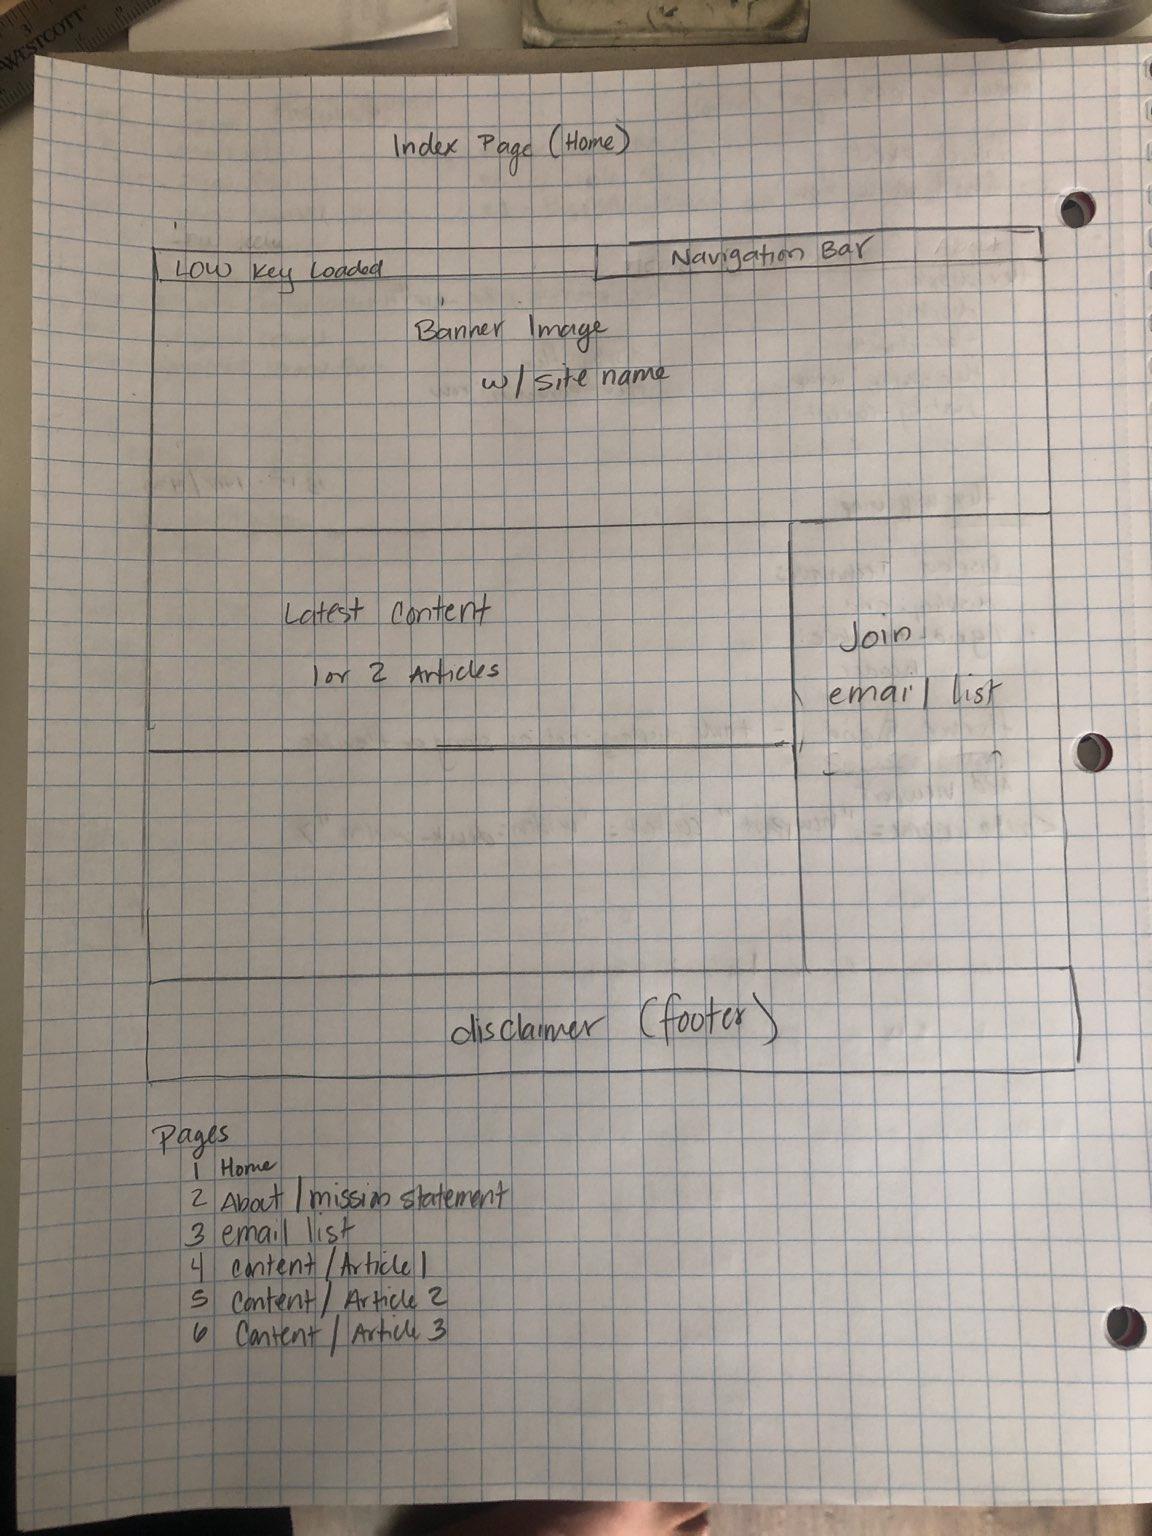 WESTCOTT
Index Page (Home)
LOW Key Loaded
Navigation Bar
Banner Image
w/ site name
Latest Content
1 or 2 Articles
Join
email list
disclaimer (footer)
Pages
1 Home
2 About / mission statement
3 email list
4 Content / Article 1
5 Content / Article 2
6 Content / Article 3